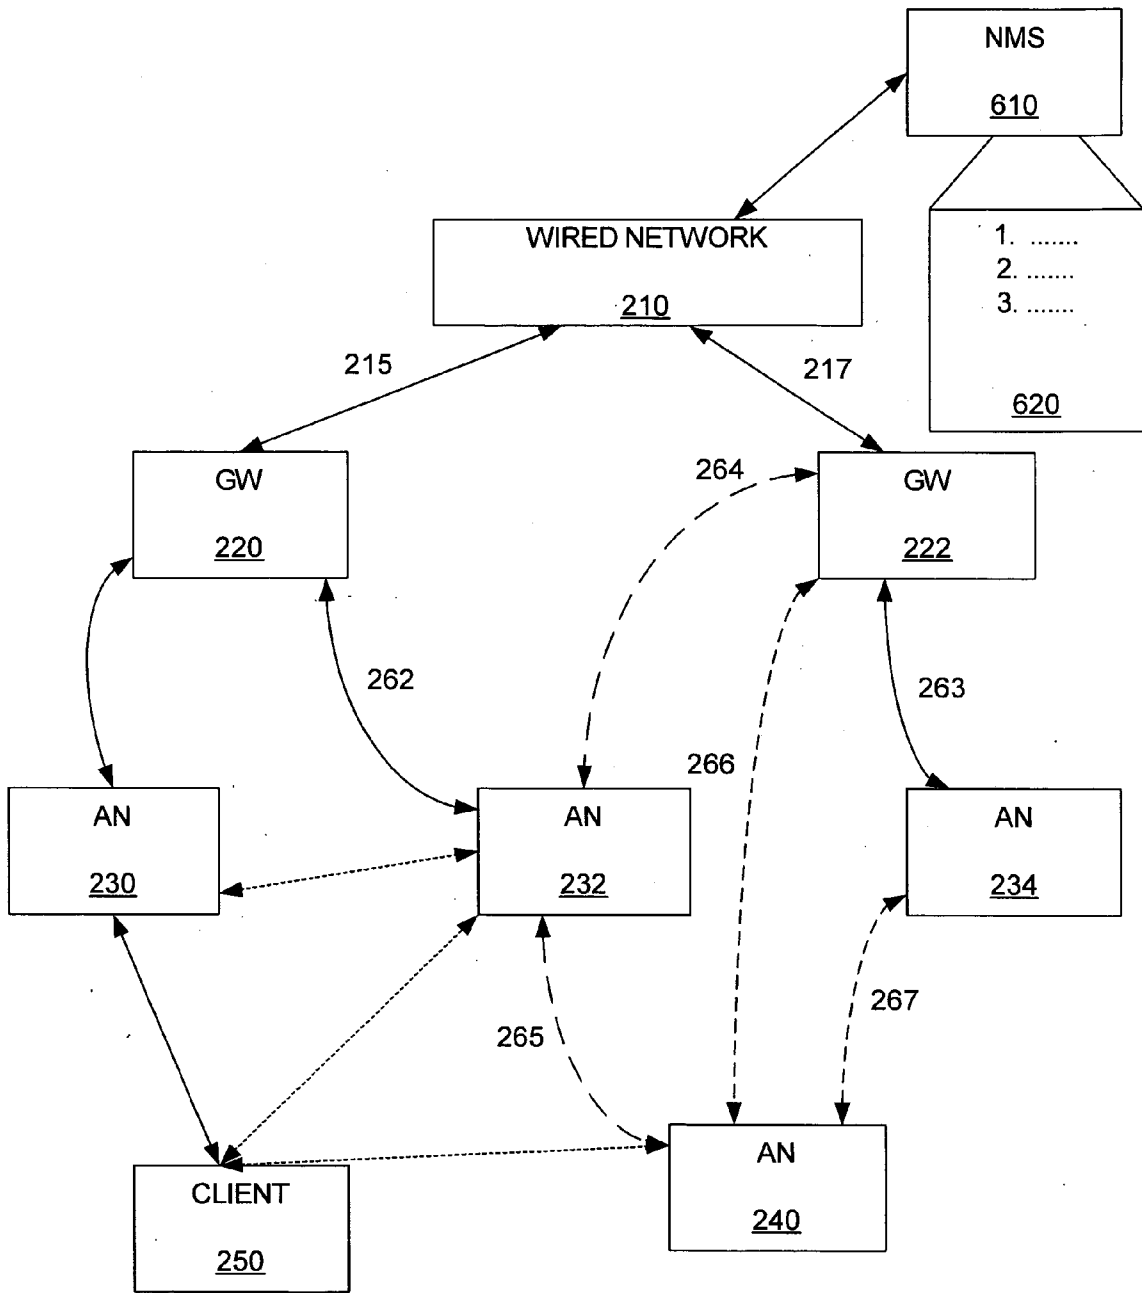 NMS
610
WIRED NETWORK
210
1. .......
2. .......
3. .......
620
215
217
GW
220
264
GW
222
262
263
266
AN
230
AN
232
AN
234
265
267
CLIENT
250
AN
240